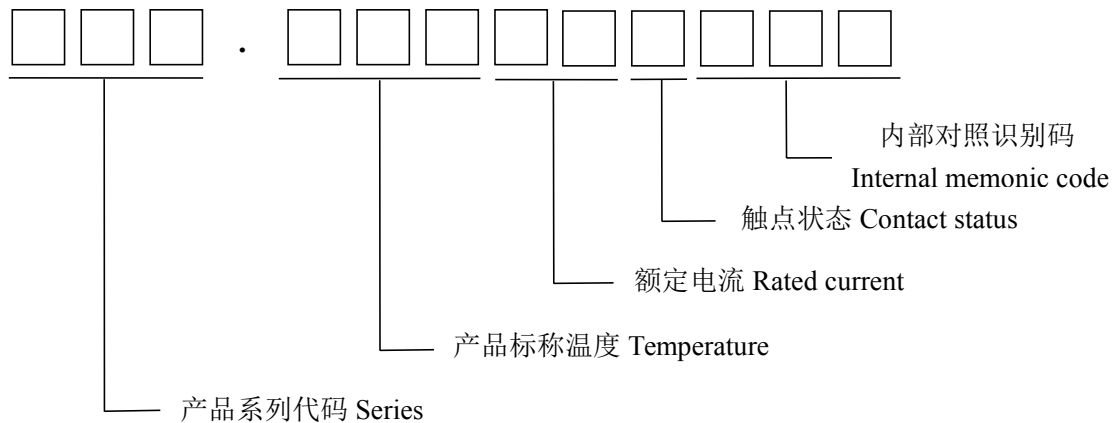 内部对照识别码
Internal memonic code
触点状态 Contact status
额定电流 Rated current
产品标称温度 Temperature
产品系列代码 Series